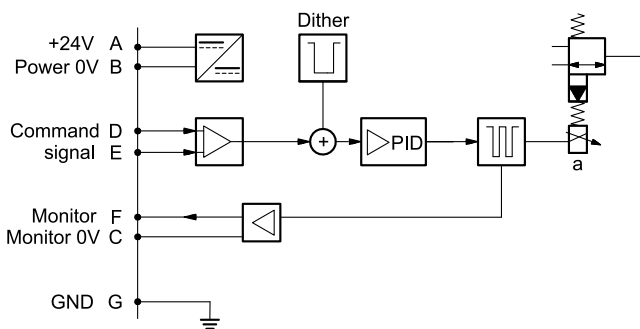 Dither
+24V A
Power 0V B
Command D
signal E
PID
a
Monitor F
Monitor 0V C
GND G